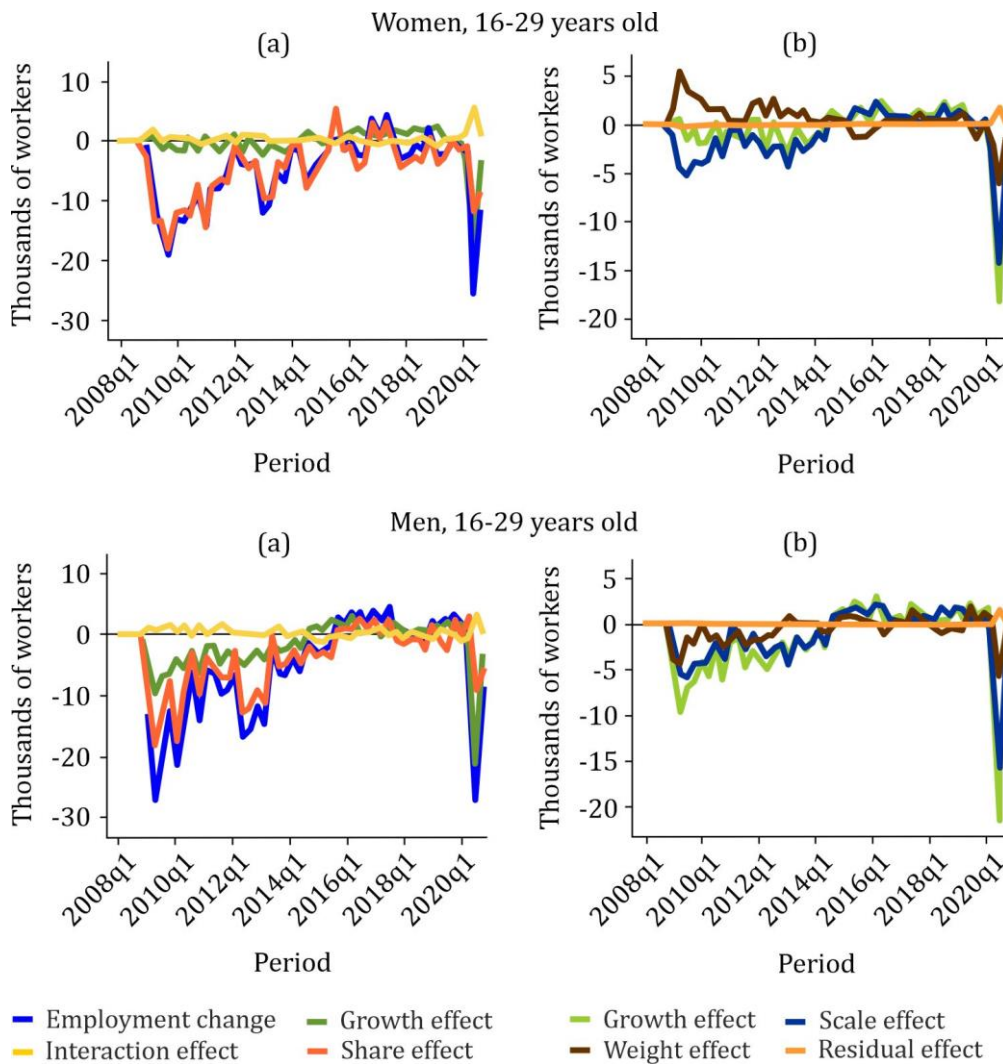 Women, 16-29 years old
(a)
Thousands of workers
10
0
-10
-20
-30
2008q1
2010q1
2012q1
2014q1
2016q1
2018q1
2020q1
Period
(b)
Thousands of workers
5
0
-5
-10
-15
-20
2008q1
2010q1
2012q1
2014q1
2016q1
2018q1
2020q1
Period
Men, 16-29 years old
(a)
Thousands of workers
10
0
-10
-20
-30
2008q1
2010q1
2012q1
2014q1
2016q1
2018q1
2020q1
Period
(b)
Thousands of workers
5
0
-5
-10
-15
-20
2008q1
2010q1
2012q1
2014q1
2016q1
2018q1
2020q1
Period
Employment change
Growth effect
Interaction effect
Share effect
Growth effect
Scale effect
Weight effect
Residual effect